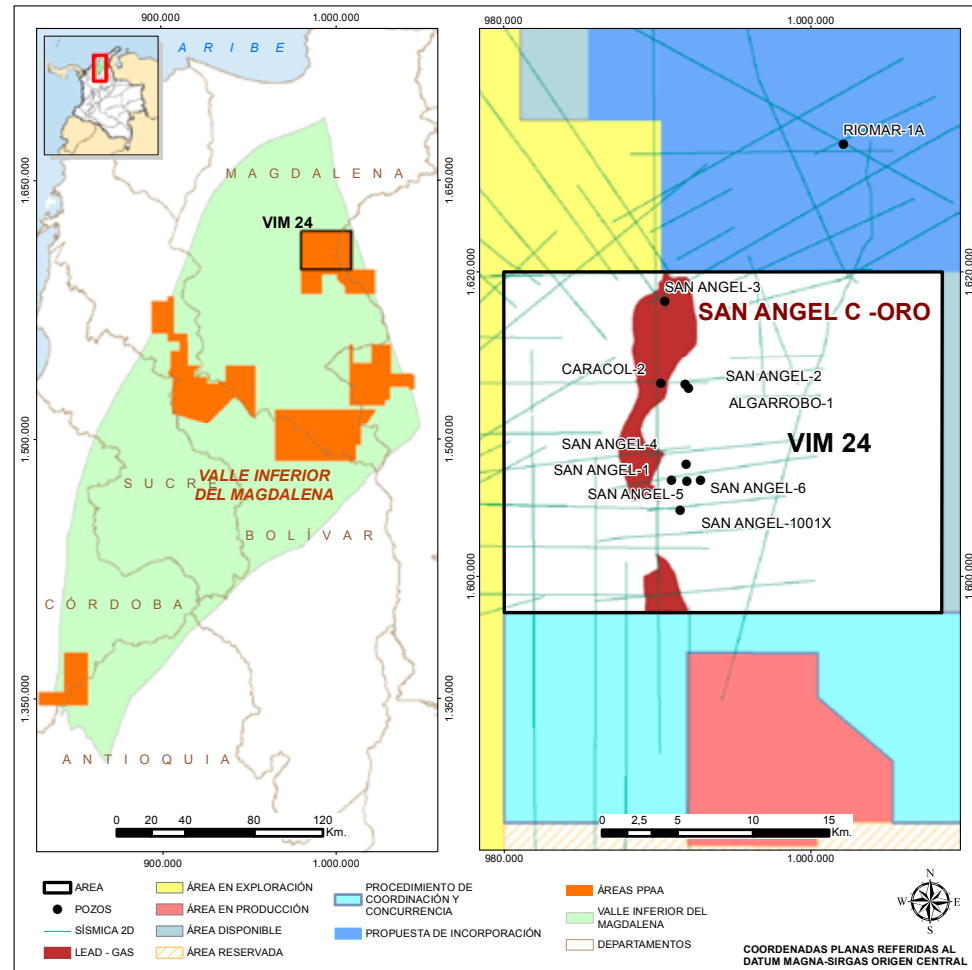 900.000
1.000.000
980.000
1.000.000
A R I B E
M A G D A L E N A
1.650.000
1.650.000
VIM 24
RIOMAR-1A
1.620.000
1.620.000
SAN ANGEL-3
SAN ANGEL C -ORO
CARACOL-2
SAN ANGEL-2
ALGARROBO-1
VIM 24
SAN ANGEL-4
SAN ANGEL-1
SAN ANGEL-5
SAN ANGEL-6
SAN ANGEL-1001X
1.500.000
1.500.000
VALLE INFERIOR
DEL MAGDALENA
S U C R E
B O L Í V A R
C Ó R D O B A
1.600.000
1.600.000
1.350.000
1.350.000
A N T I O Q U I A
0 20 40 80 120
Km.
0 2,5 5 10 15
Km.
900.000
1.000.000
980.000
1.000.000
AREA
POZOS
SÍSMICA 2D
LEAD - GAS
ÁREA EN EXPLORACIÓN
ÁREA EN PRODUCCIÓN
ÁREA DISPONIBLE
ÁREA RESERVADA
PROCEDIMIENTO DE
COORDINACIÓN Y
CONCURRENCIA
PROPUESTA DE INCORPORACIÓN
ÁREAS PPAA
VALLE INFERIOR DEL
MAGDALENA
DEPARTAMENTOS
N
W E
S
COORDENADAS PLANAS REFERIDAS AL
DATUM MAGNA-SIRGAS ORIGEN CENTRAL